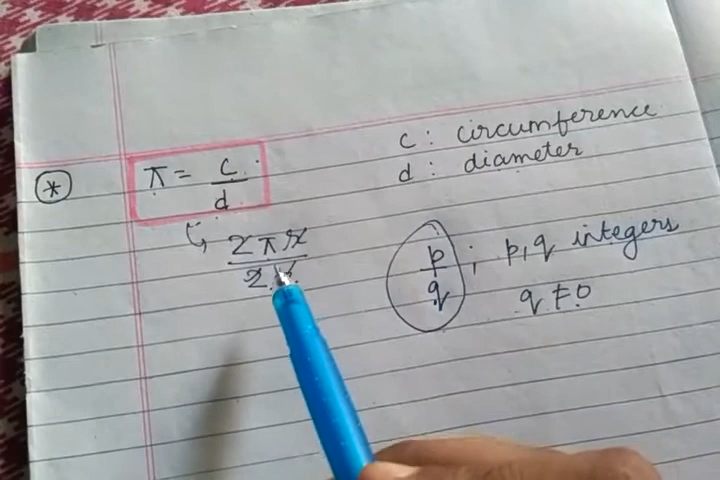 c : circumference
d : diameter
* π = c/d
2πr/2r
p/q ; p, q integers
q ≠ 0